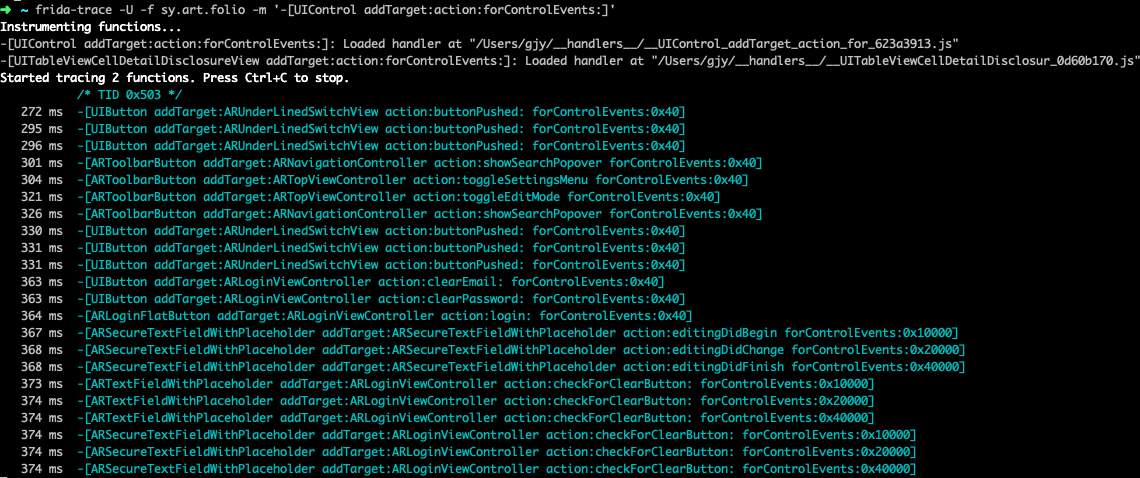 ➜ ~ frida-trace -U -f sy.art.folio -m '-[UIControl addTarget:action:forControlEvents:]'
Instrumenting functions...
-[UIControl addTarget:action:forControlEvents:]: Loaded handler at "/Users/gjy/__handlers__/__UIControl_addTarget_action_for_623a3913.js"
-[UITableViewCellDetailDisclosureView addTarget:action:forControlEvents:]: Loaded handler at "/Users/gjy/__handlers__/__UITableViewCellDetailDisclosur_0d60b170.js"
Started tracing 2 functions. Press Ctrl+C to stop.
/* TID 0x503 */
272 ms  -[UIButton addTarget:ARUnderLinedSwitchView action:buttonPushed: forControlEvents:0x40]
295 ms  -[UIButton addTarget:ARUnderLinedSwitchView action:buttonPushed: forControlEvents:0x40]
296 ms  -[UIButton addTarget:ARUnderLinedSwitchView action:buttonPushed: forControlEvents:0x40]
301 ms  -[ARToolbarButton addTarget:ARNavigationController action:showSearchPopover forControlEvents:0x40]
304 ms  -[ARToolbarButton addTarget:ARTopViewController action:toggleSettingsMenu forControlEvents:0x40]
321 ms  -[ARToolbarButton addTarget:ARTopViewController action:toggleEditMode forControlEvents:0x40]
326 ms  -[ARToolbarButton addTarget:ARNavigationController action:showSearchPopover forControlEvents:0x40]
330 ms  -[UIButton addTarget:ARUnderLinedSwitchView action:buttonPushed: forControlEvents:0x40]
331 ms  -[UIButton addTarget:ARUnderLinedSwitchView action:buttonPushed: forControlEvents:0x40]
331 ms  -[UIButton addTarget:ARUnderLinedSwitchView action:buttonPushed: forControlEvents:0x40]
363 ms  -[UIButton addTarget:ARLoginViewController action:clearEmail: forControlEvents:0x40]
363 ms  -[UIButton addTarget:ARLoginViewController action:clearPassword: forControlEvents:0x40]
364 ms  -[ARLoginFlatButton addTarget:ARLoginViewController action:login: forControlEvents:0x40]
367 ms  -[ARSecureTextFieldWithPlaceholder addTarget:ARSecureTextFieldWithPlaceholder action:editingDidBegin forControlEvents:0x10000]
368 ms  -[ARSecureTextFieldWithPlaceholder addTarget:ARSecureTextFieldWithPlaceholder action:editingDidChange forControlEvents:0x20000]
368 ms  -[ARSecureTextFieldWithPlaceholder addTarget:ARSecureTextFieldWithPlaceholder action:editingDidFinish forControlEvents:0x40000]
373 ms  -[ARTextFieldWithPlaceholder addTarget:ARLoginViewController action:checkForClearButton: forControlEvents:0x10000]
374 ms  -[ARTextFieldWithPlaceholder addTarget:ARLoginViewController action:checkForClearButton: forControlEvents:0x20000]
374 ms  -[ARTextFieldWithPlaceholder addTarget:ARLoginViewController action:checkForClearButton: forControlEvents:0x40000]
374 ms  -[ARSecureTextFieldWithPlaceholder addTarget:ARLoginViewController action:checkForClearButton: forControlEvents:0x10000]
374 ms  -[ARSecureTextFieldWithPlaceholder addTarget:ARLoginViewController action:checkForClearButton: forControlEvents:0x20000]
374 ms  -[ARSecureTextFieldWithPlaceholder addTarget:ARLoginViewController action:checkForClearButton: forControlEvents:0x40000]